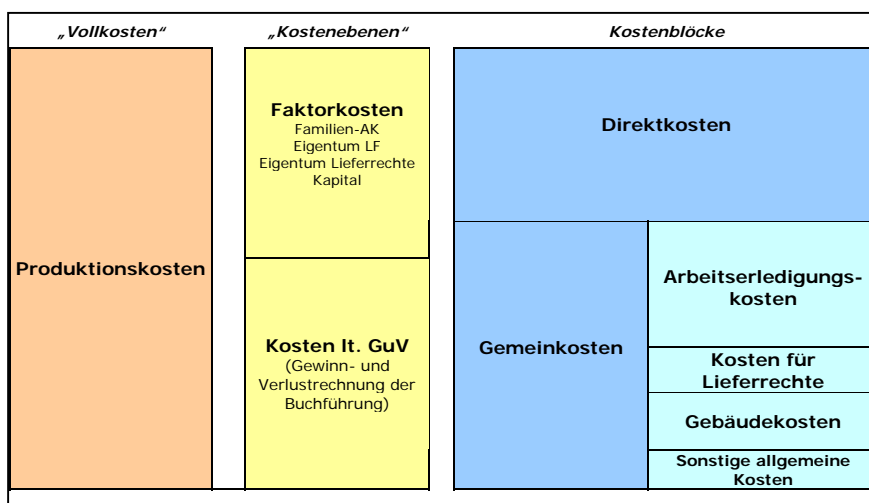 „Vollkosten“
„Kostenebenen“
Kostenblöcke
Produktionskosten
Faktorkosten
Familien-AK
Eigentum LF
Eigentum Lieferrechte
Kapital
Kosten lt. GuV
(Gewinn- und
Verlustrechnung der
Buchführung)
Direktkosten
Gemeinkosten
Arbeitserledigungs-
kosten
Kosten für
Lieferrechte
Gebäudekosten
Sonstige allgemeine
Kosten